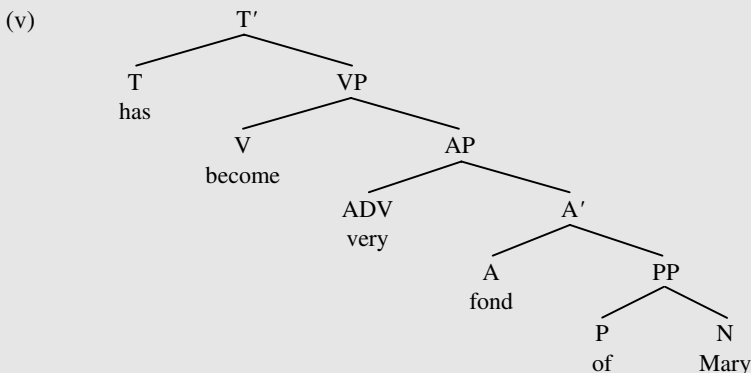 (v) T′
T VP
has
V AP
become
ADV A′
very
A PP
fond
P N
of Mary